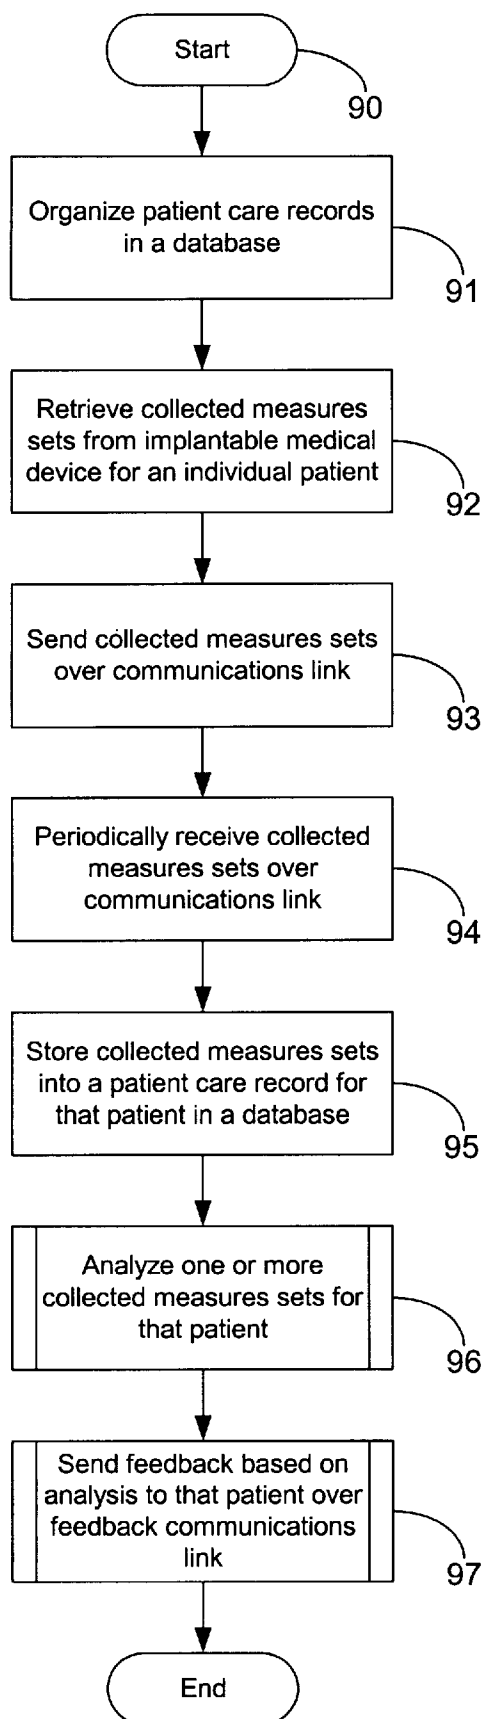 Start
90
Organize patient care records
in a database
91
Retrieve collected measures
sets from implantable medical
device for an individual patient
92
Send collected measures sets
over communications link
93
Periodically receive collected
measures sets over
communications link
94
Store collected measures sets
into a patient care record for
that patient in a database
95
Analyze one or more
collected measures sets for
that patient
96
Send feedback based on
analysis to that patient over
feedback communications
link
97
End